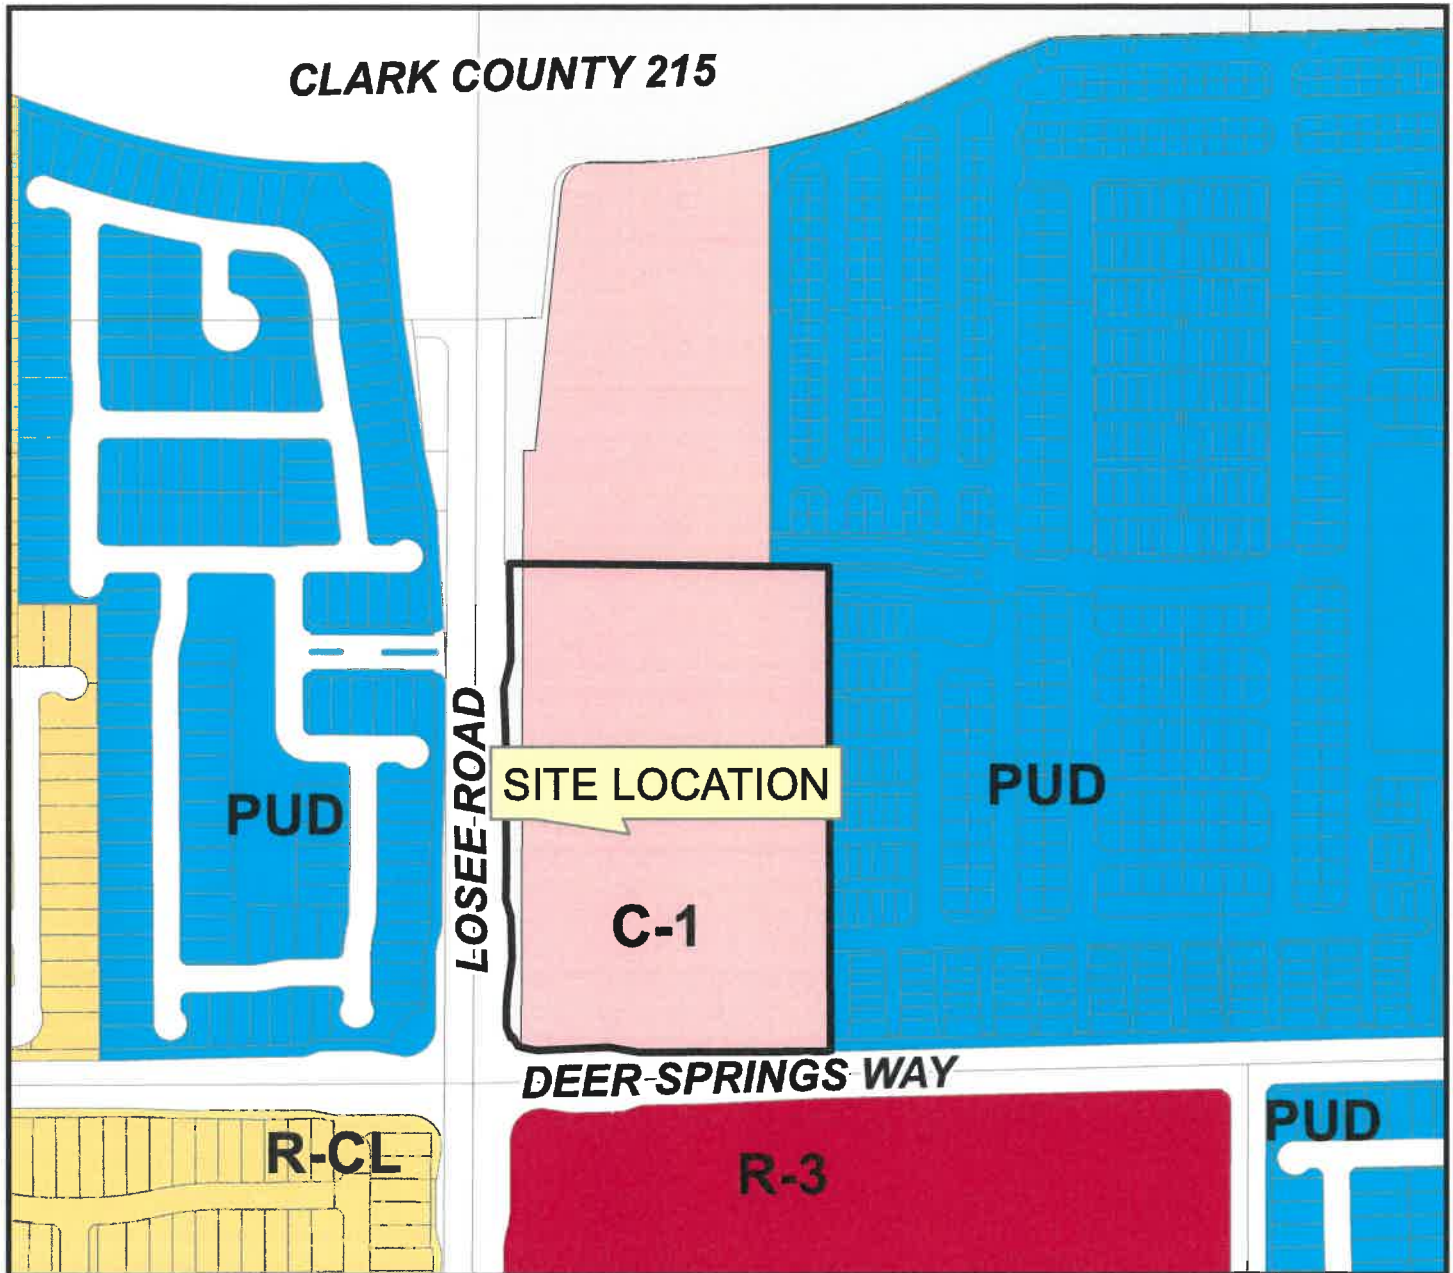 CLARK COUNTY 215
LOSEE ROAD
SITE LOCATION
PUD
PUD
C-1
DEER SPRINGS WAY
PUD
R-CL
R-3